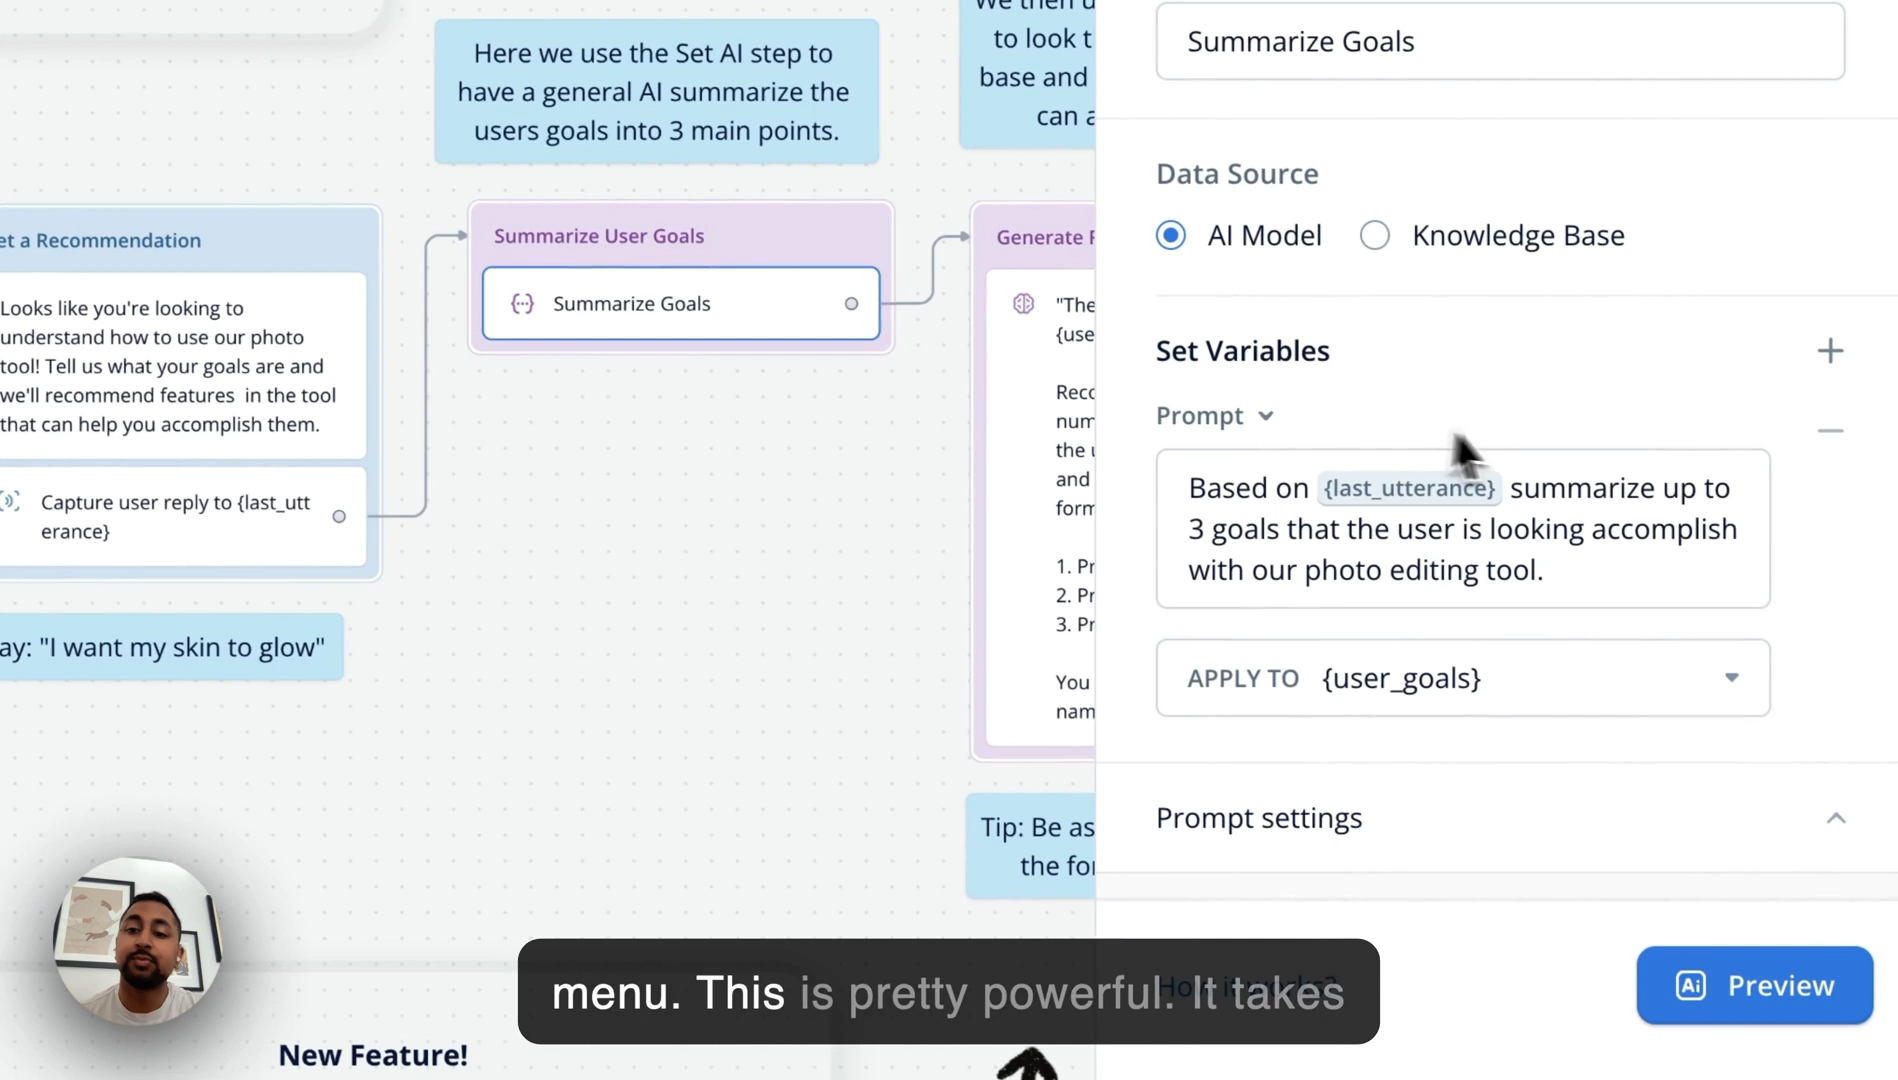 Here we use the Set AI step to
have a general AI summarize the
users goals into 3 main points.
to look t
base and
can a
et a Recommendation
Looks like you're looking to
understand how to use our photo
tool! Tell us what your goals are and
we'll recommend features in the tool
that can help you accomplish them.
Capture user reply to {last_utt
erance}
ay: "I want my skin to glow"
Summarize User Goals
Summarize Goals
Generate
"The
{use
Reco
num
the u
and
form
1. Pr
2. Pr
3. Pr
You
nam
Tip: Be as
the for
New Feature!
Summarize Goals
Data Source
AI Model
Knowledge Base
Set Variables
Prompt
Based on {last_utterance} summarize up to
3 goals that the user is looking accomplish
with our photo editing tool.
APPLY TO {user_goals}
Prompt settings
How it works?
Ai Preview
menu. This is pretty powerful. It takes